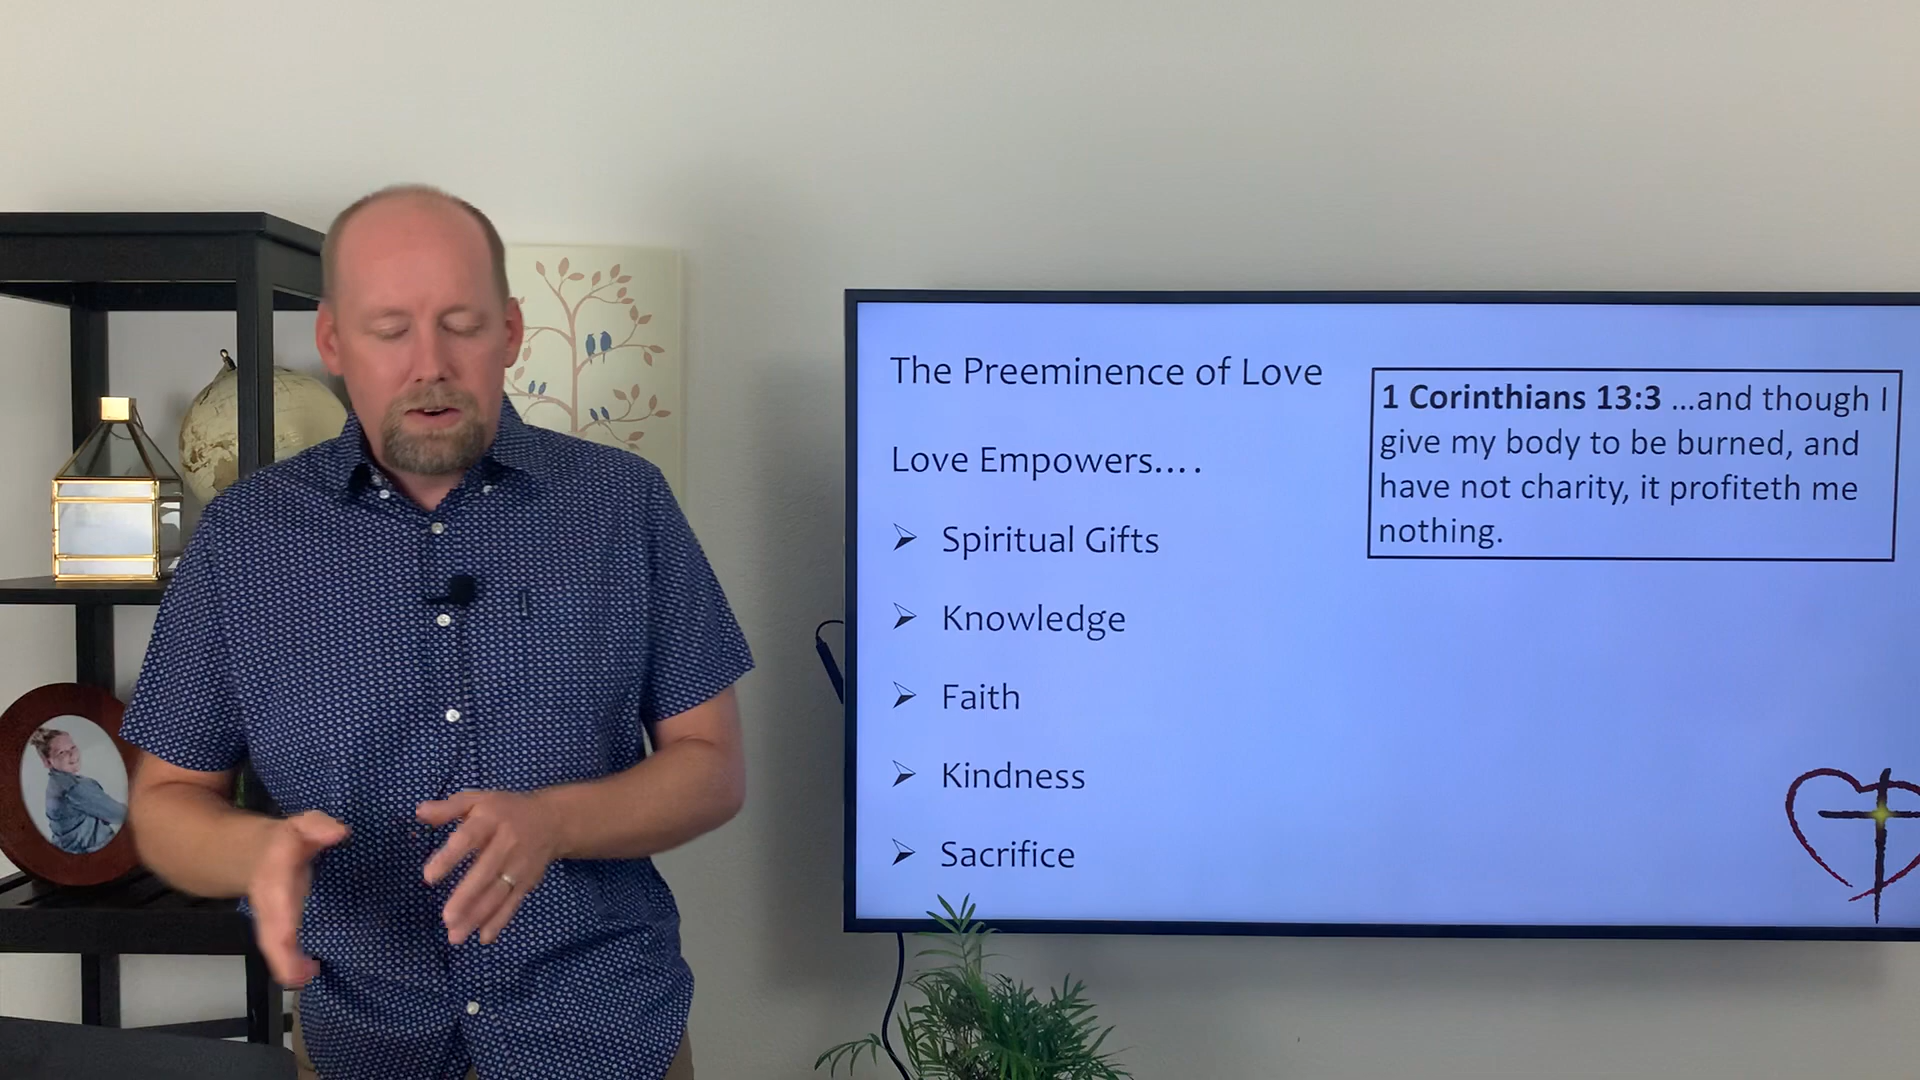 The Preeminence of Love
Love Empowers....
Spiritual Gifts
Knowledge
Faith
Kindness
Sacrifice
1 Corinthians 13:3 ...and though I
give my body to be burned, and
have not charity, it profiteth me
nothing.